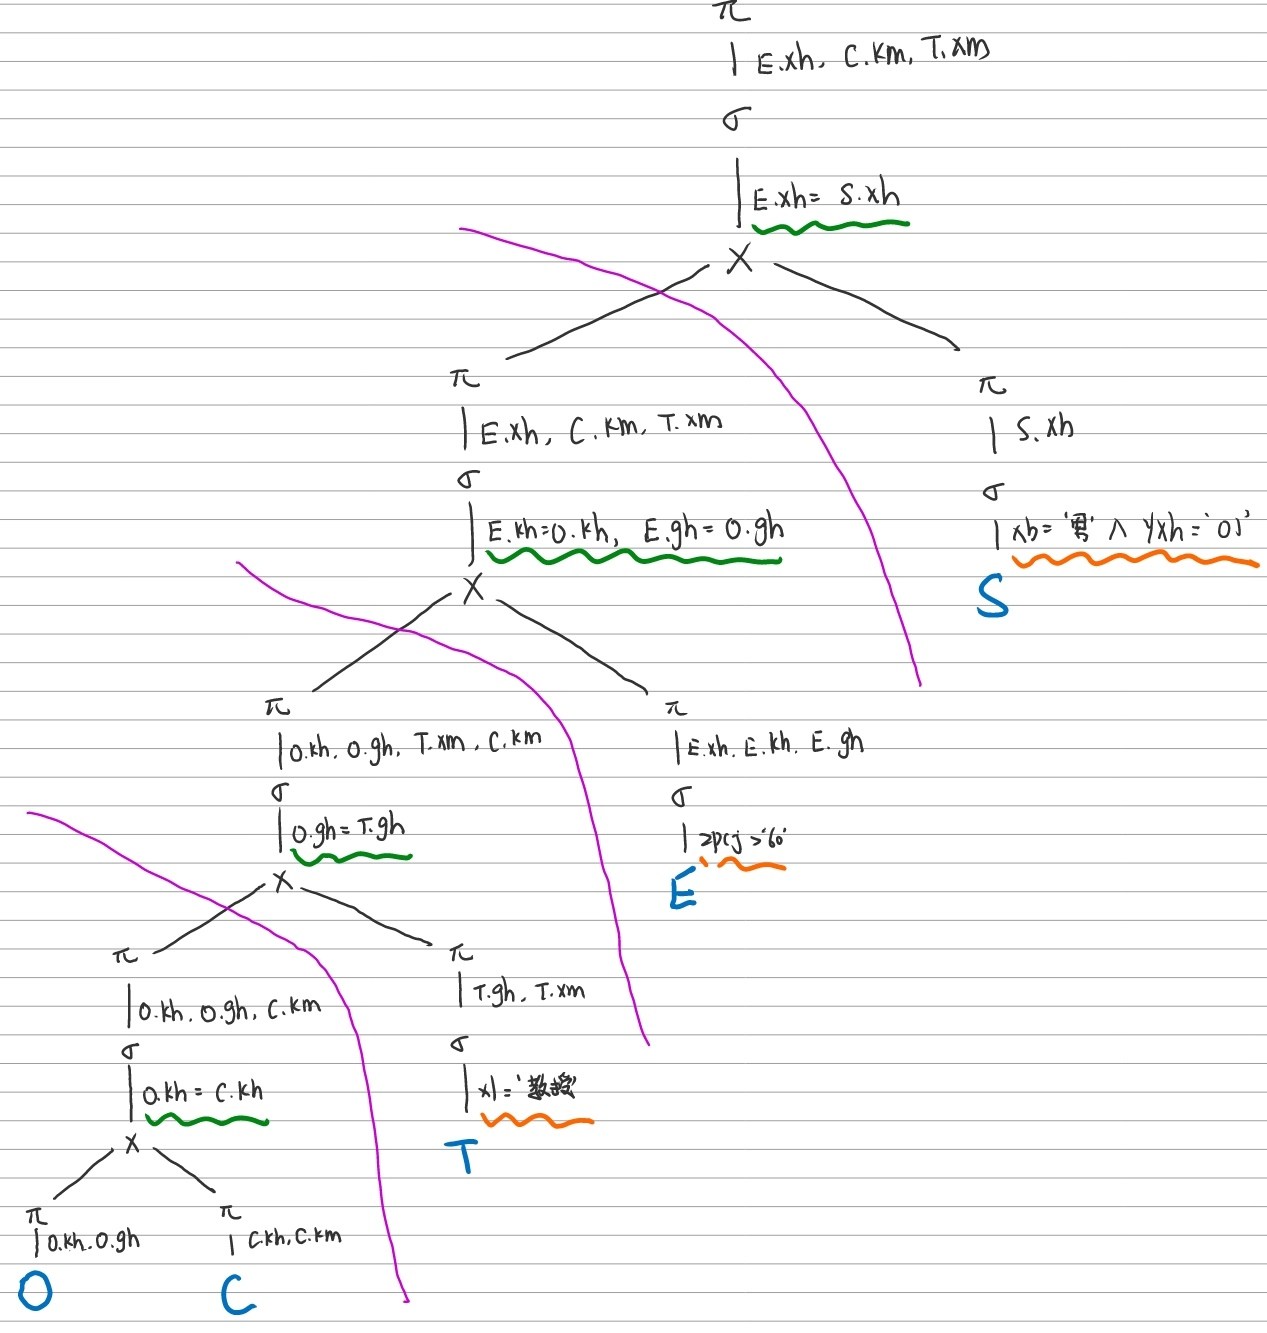 π
E.xh, C.km, T.xm
σ
E.xh= S.xh
×
π
E.xh, C.km, T.xm
σ
E.kh=O.kh, E.gh=O.gh
×
π
S.xh
σ
xb='男' ∧ yxh='01'
S
π
O.kh, O.gh, T.xm, C.km
σ
O.gh=T.gh
×
π
E.xh, E.kh, E.gh
σ
zpcj>'60'
E
π
O.kh, O.gh, C.km
σ
O.kh= C.kh
×
π
T.gh, T.xm
σ
xl='教授'
T
π
O.kh, O.gh
O
π
C.kh, C.km
C